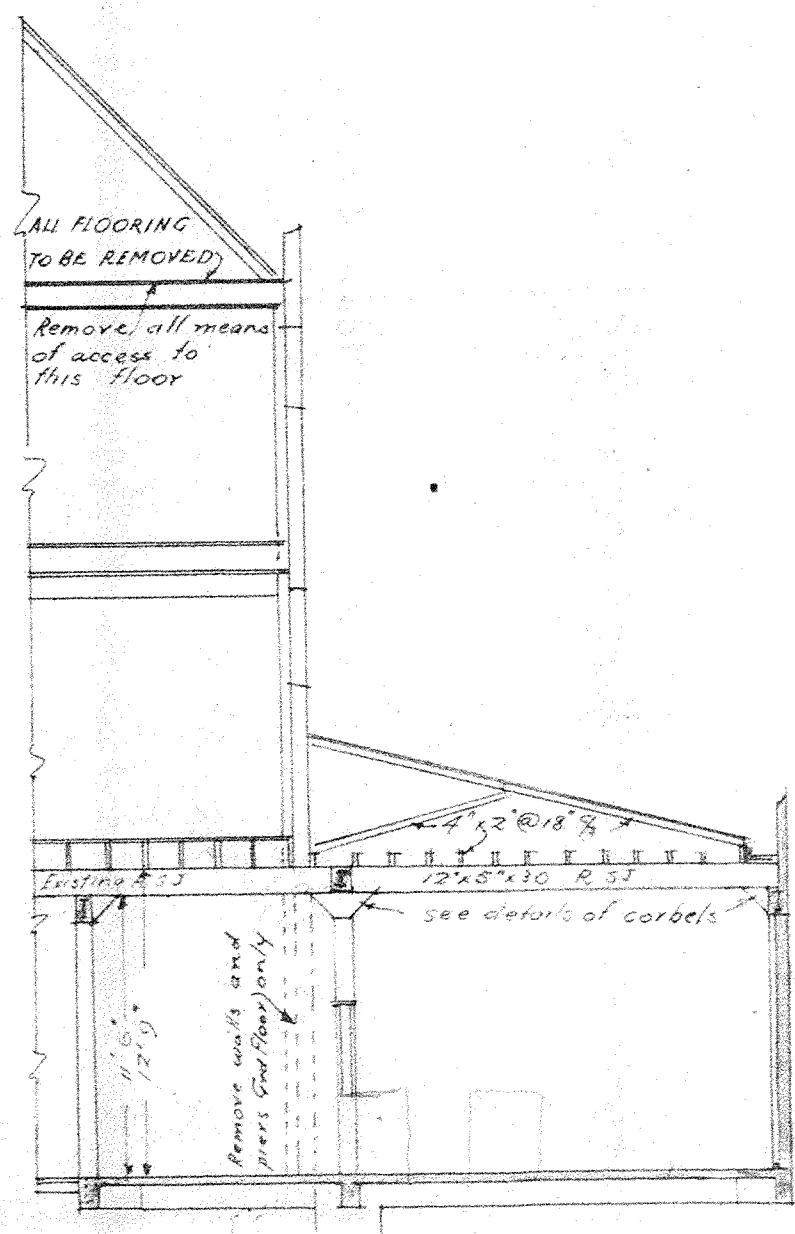 ALL FLOORING
TO BE REMOVED
Remove all means
of access to
this floor
4"x2"@18" c/s
Existing R S J
12"x5"x30 R S J
see details of corbels
11' 6"
12' 9"
Remove walls and
piers Grd Floor) only